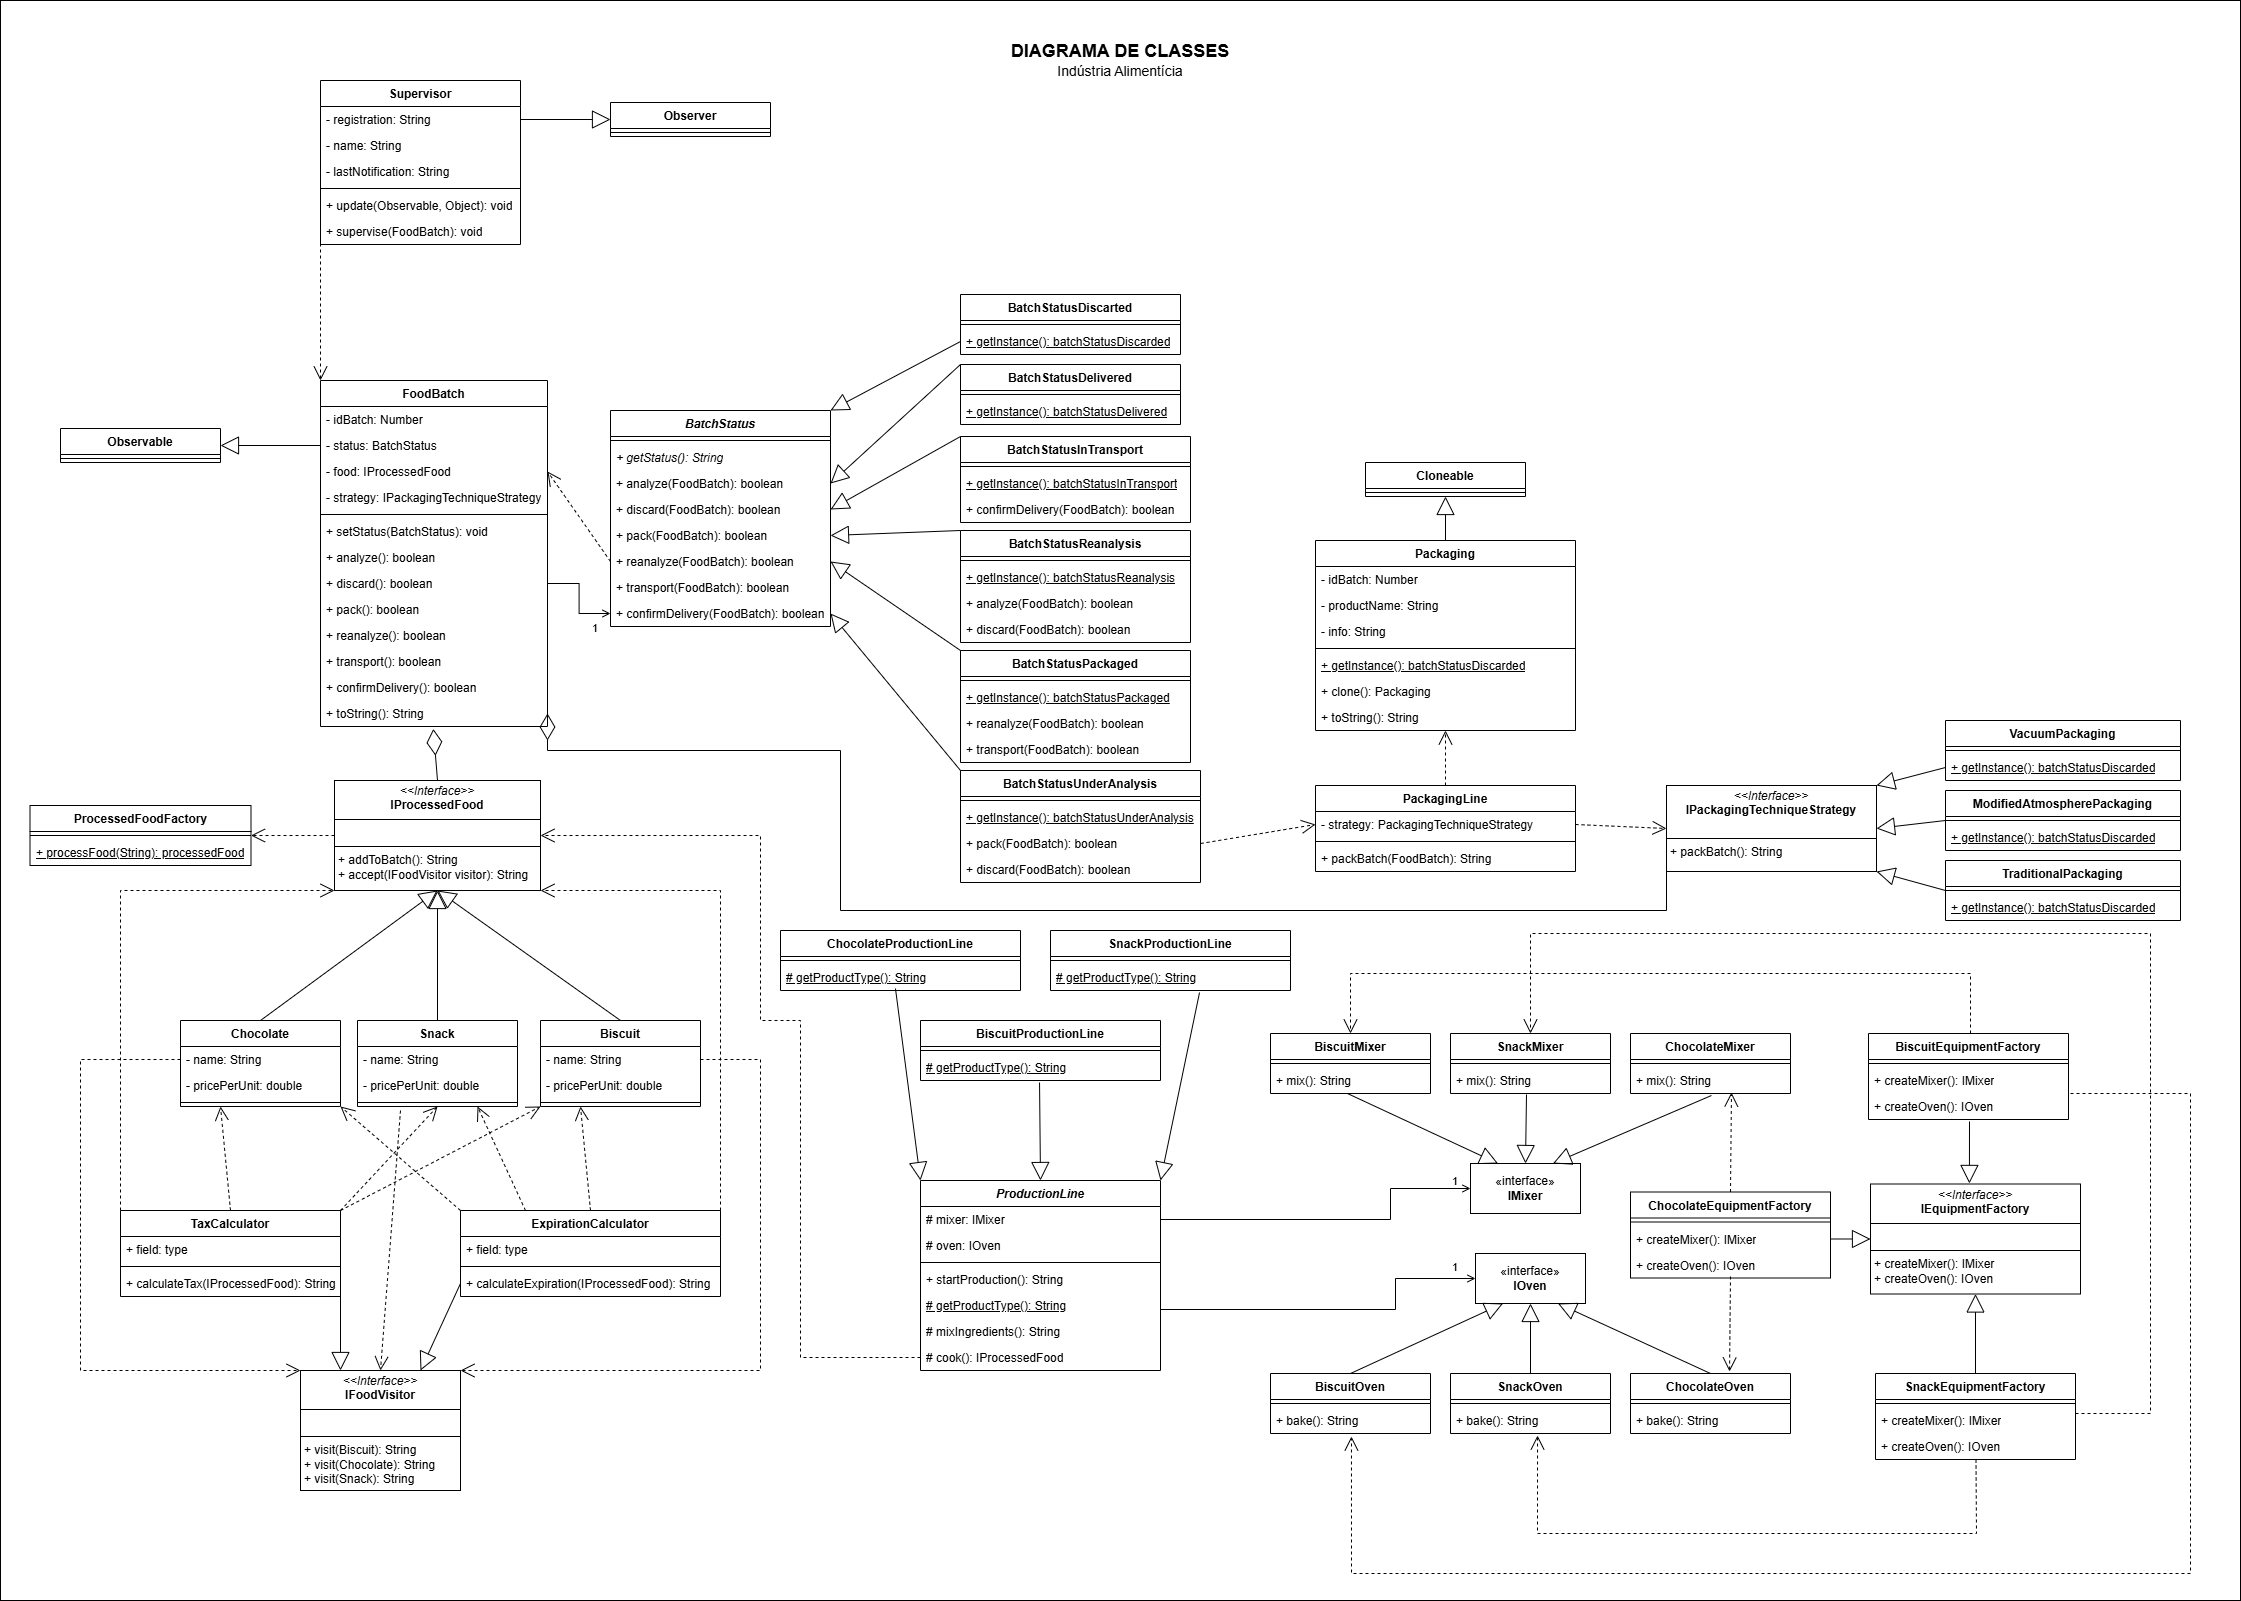 DIAGRAMA DE CLASSES
Indústria Alimentícia
Supervisor
- registration: String
- name: String
- lastNotification: String
+ update(Observable, Object): void
+ supervise(FoodBatch): void
Observer
Observable
FoodBatch
- idBatch: Number
- status: BatchStatus
- food: IProcessedFood
- strategy: IPackagingTechniqueStrategy
+ setStatus(BatchStatus): void
+ analyze(): boolean
+ discard(): boolean
+ pack(): boolean
+ reanalyze(): boolean
+ transport(): boolean
+ confirmDelivery(): boolean
+ toString(): String
BatchStatus
+ getStatus(): String
+ analyze(FoodBatch): boolean
+ discard(FoodBatch): boolean
+ pack(FoodBatch): boolean
+ reanalyze(FoodBatch): boolean
+ transport(FoodBatch): boolean
+ confirmDelivery(FoodBatch): boolean
1
BatchStatusDiscarted
+ getInstance(): batchStatusDiscarded
BatchStatusDelivered
+ getInstance(): batchStatusDelivered
BatchStatusInTransport
+ getInstance(): batchStatusInTransport
+ confirmDelivery(FoodBatch): boolean
BatchStatusReanalysis
+ getInstance(): batchStatusReanalysis
+ analyze(FoodBatch): boolean
+ discard(FoodBatch): boolean
BatchStatusPackaged
+ getInstance(): batchStatusPackaged
+ reanalyze(FoodBatch): boolean
+ transport(FoodBatch): boolean
BatchStatusUnderAnalysis
+ getInstance(): batchStatusUnderAnalysis
+ pack(FoodBatch): boolean
+ discard(FoodBatch): boolean
Cloneable
Packaging
- idBatch: Number
- productName: String
- info: String
+ getInstance(): batchStatusDiscarded
+ clone(): Packaging
+ toString(): String
PackagingLine
- strategy: PackagingTechniqueStrategy
+ packBatch(FoodBatch): String
<<Interface>>
IPackagingTechniqueStrategy
+ packBatch(): String
VacuumPackaging
+ getInstance(): batchStatusDiscarded
ModifiedAtmospherePackaging
+ getInstance(): batchStatusDiscarded
TraditionalPackaging
+ getInstance(): batchStatusDiscarded
<<Interface>>
IProcessedFood
+ addToBatch(): String
+ accept(IFoodVisitor visitor): String
ProcessedFoodFactory
+ processFood(String): processedFood
Chocolate
- name: String
- pricePerUnit: double
Snack
- name: String
- pricePerUnit: double
Biscuit
- name: String
- pricePerUnit: double
TaxCalculator
+ field: type
+ calculateTax(IProcessedFood): String
ExpirationCalculator
+ field: type
+ calculateExpiration(IProcessedFood): String
<<Interface>>
IFoodVisitor
+ visit(Biscuit): String
+ visit(Chocolate): String
+ visit(Snack): String
ChocolateProductionLine
# getProductType(): String
SnackProductionLine
# getProductType(): String
BiscuitProductionLine
# getProductType(): String
ProductionLine
# mixer: IMixer
# oven: IOven
+ startProduction(): String
# getProductType(): String
# mixIngredients(): String
# cook(): IProcessedFood
BiscuitMixer
+ mix(): String
SnackMixer
+ mix(): String
ChocolateMixer
+ mix(): String
1
«interface»
IMixer
1
«interface»
IOven
BiscuitOven
+ bake(): String
SnackOven
+ bake(): String
ChocolateOven
+ bake(): String
BiscuitEquipmentFactory
+ createMixer(): IMixer
+ createOven(): IOven
ChocolateEquipmentFactory
+ createMixer(): IMixer
+ createOven(): IOven
<<Interface>>
IEquipmentFactory
+ createMixer(): IMixer
+ createOven(): IOven
SnackEquipmentFactory
+ createMixer(): IMixer
+ createOven(): IOven